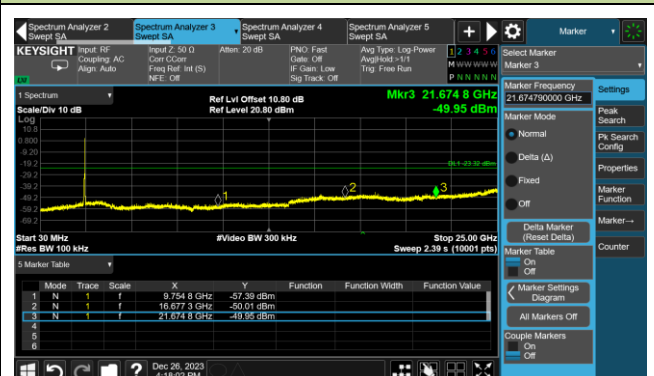 Spectrum Analyzer 2
Swept SA
Spectrum Analyzer 3
Swept SA
Spectrum Analyzer 4
Swept SA
Spectrum Analyzer 5
Swept SA
+
Marker
KEYSIGHT
Input: RF
Coupling: AC
Align: Auto
Input Z: 50 Ω
Corr CCorr
Freq Ref: Int (S)
NFE: Off
Atten: 20 dB
PNO: Fast
Gate: Off
IF Gain: Low
Sig Track: Off
Avg Type: Log-Power
Avg|Hold:>1/1
Trig: Free Run
1 2 3 4 5 6
M W W W W W
P N N N N N
Select Marker
Marker 3
1 Spectrum
Scale/Div 10 dB
Log
Ref Lvl Offset 10.80 dB
Ref Level 20.80 dBm
Mkr3 21.674 8 GHz
-49.95 dBm
10.8
0.800
-9.20
-19.2
-29.2
-39.2
-49.2
-59.2
-69.2
DL1 -23.32 dBm
1
2
3
Start 30 MHz
#Res BW 100 kHz
#Video BW 300 kHz
Stop 25.00 GHz
Sweep 2.39 s (10001 pts)
5 Marker Table
Mode Trace Scale X Y Function Function Width Function Value
1 N 1 f 9.754 8 GHz -57.39 dBm
2 N 1 f 16.677 3 GHz -50.01 dBm
3 N 1 f 21.674 8 GHz -49.95 dBm
4
5
6
Marker Frequency
21.674790000 GHz
Marker Mode
Normal
Delta (Δ)
Fixed
Off
Delta Marker
(Reset Delta)
Marker Table
On
Off
Marker Settings
Diagram
All Markers Off
Couple Markers
On
Off
Settings
Peak
Search
Pk Search
Config
Properties
Marker
Function
Marker→
Counter
?
Dec 26, 2023
4:18:02 PM